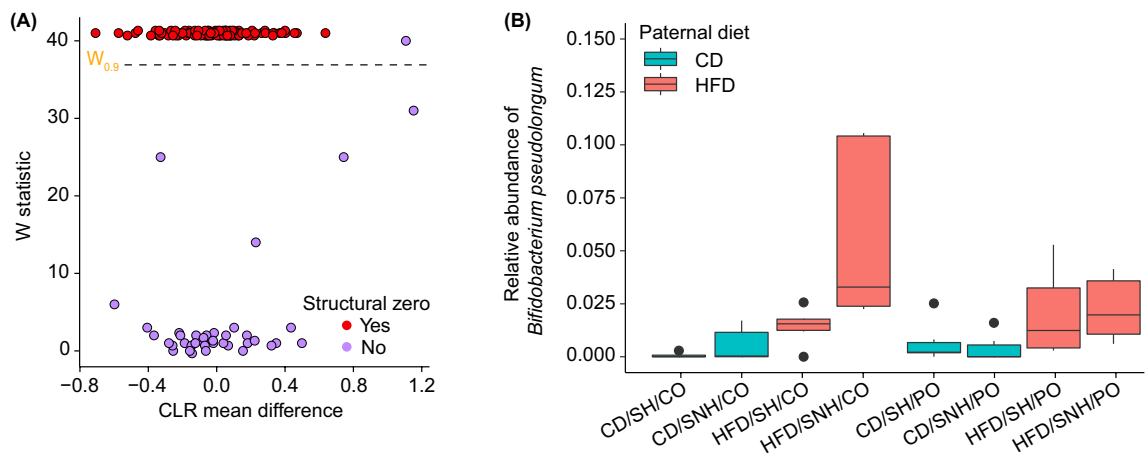 (A)
W statistic
40
30
20
10
0
W0.9
Structural zero
Yes
No
−0.8
−0.4
0.0
0.4
0.8
1.2
CLR mean difference
(B)
Relative abundance of
Bifidobacterium pseudolongum
0.150
0.125
0.100
0.075
0.050
0.025
0.000
Paternal diet
CD
HFD
CD/SH/CO
CD/SNH/CO
HFD/SH/CO
HFD/SNH/CO
CD/SH/PO
CD/SNH/PO
HFD/SH/PO
HFD/SNH/PO